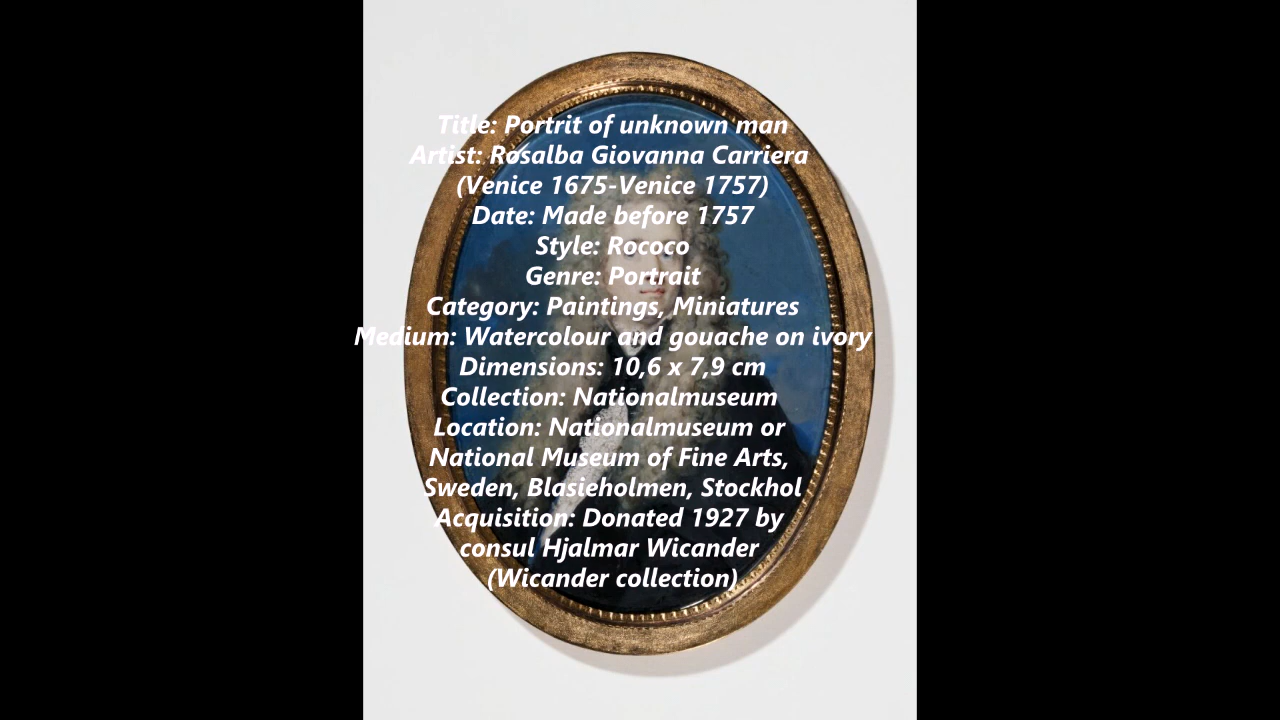 Title: Portrit of unknown man
Artist: Rosalba Giovanna Carriera
(Venice 1675-Venice 1757)
Date: Made before 1757
Style: Rococo
Genre: Portrait
Category: Paintings, Miniatures
Medium: Watercolour and gouache on ivory
Dimensions: 10,6 x 7,9 cm
Collection: Nationalmuseum
Location: Nationalmuseum or
National Museum of Fine Arts,
Sweden, Blasieholmen, Stockhol
Acquisition: Donated 1927 by
consul Hjalmar Wicander
(Wicander collection)